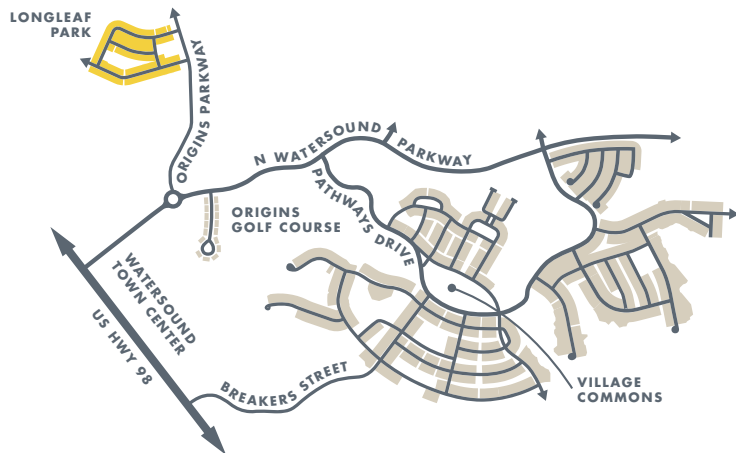 LONGLEAF
PARK
ORIGINS PARKWAY
N WATERSOUND PARKWAY
PATHWAYS DRIVE
ORIGINS
GOLF COURSE
WATERSOUND
TOWN CENTER
US HWY 98
BREAKERS STREET
VILLAGE
COMMONS